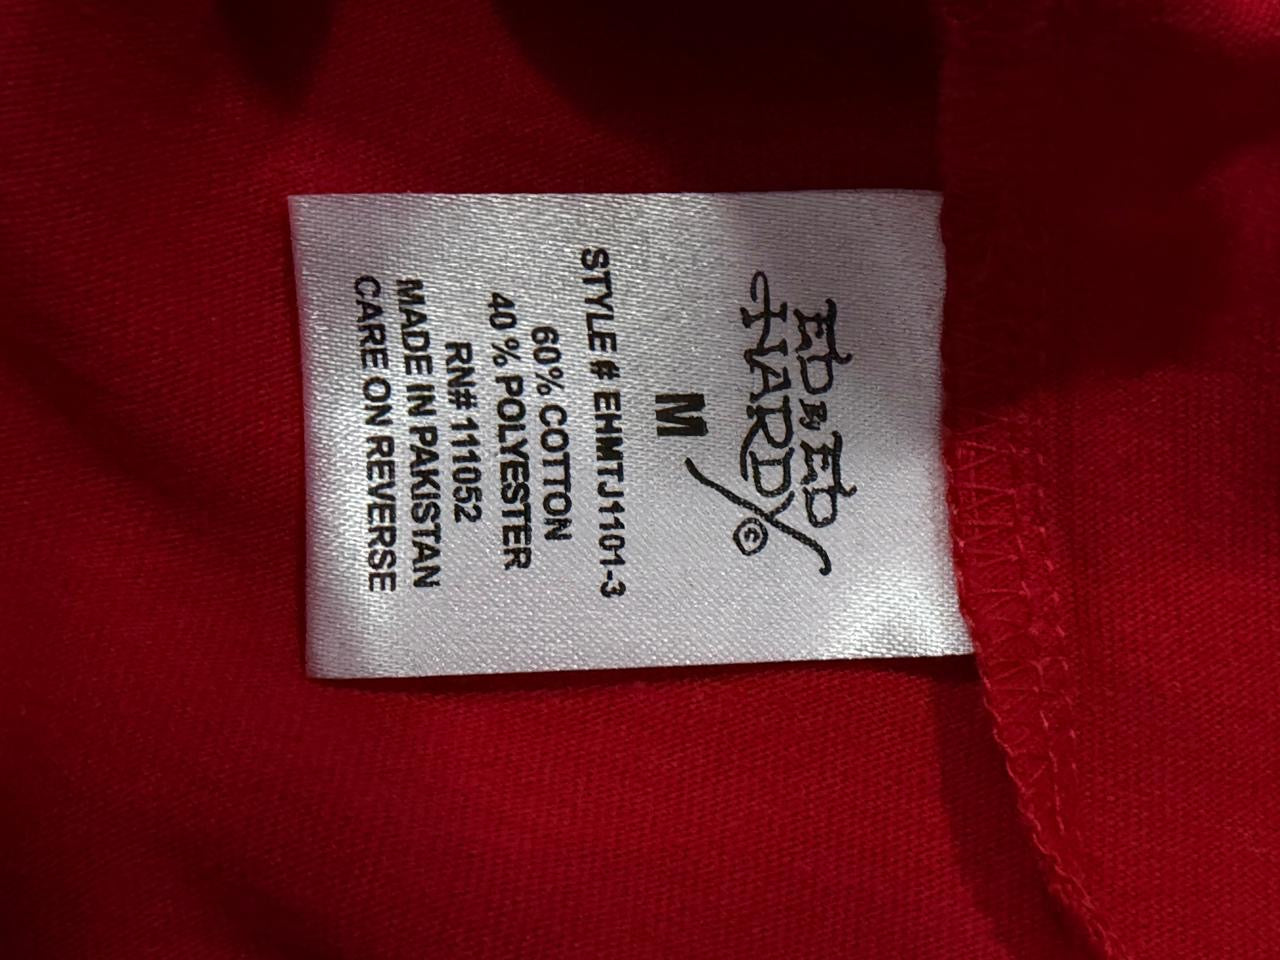 ED by ED
HARDY ©
M
STYLE # EHMTJ1101-3
60% COTTON
40 % POLYESTER
RN# 111052
MADE IN PAKISTAN
CARE ON REVERSE